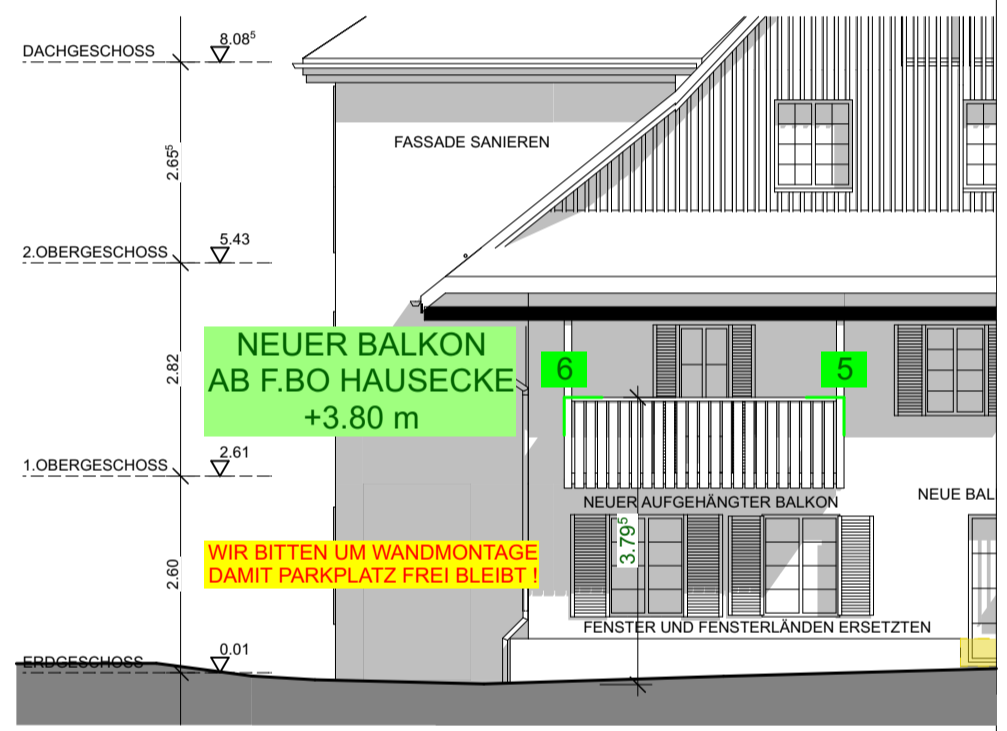 DACHGESCHOSS
8.08⁵
FASSADE SANIEREN
2.65⁵
2.OBERGESCHOSS
5.43
NEUER BALKON
AB F.BO HAUSECKE
+3.80 m
6
5
2.82
1.OBERGESCHOSS
2.61
NEUER AUFGEHÄNGTER BALKON
NEUE BAL
3.79⁵
WIR BITTEN UM WANDMONTAGE
DAMIT PARKPLATZ FREI BLEIBT !
2.60
FENSTER UND FENSTERLÄNDEN ERSETZTEN
ERDGESCHOSS
0.01